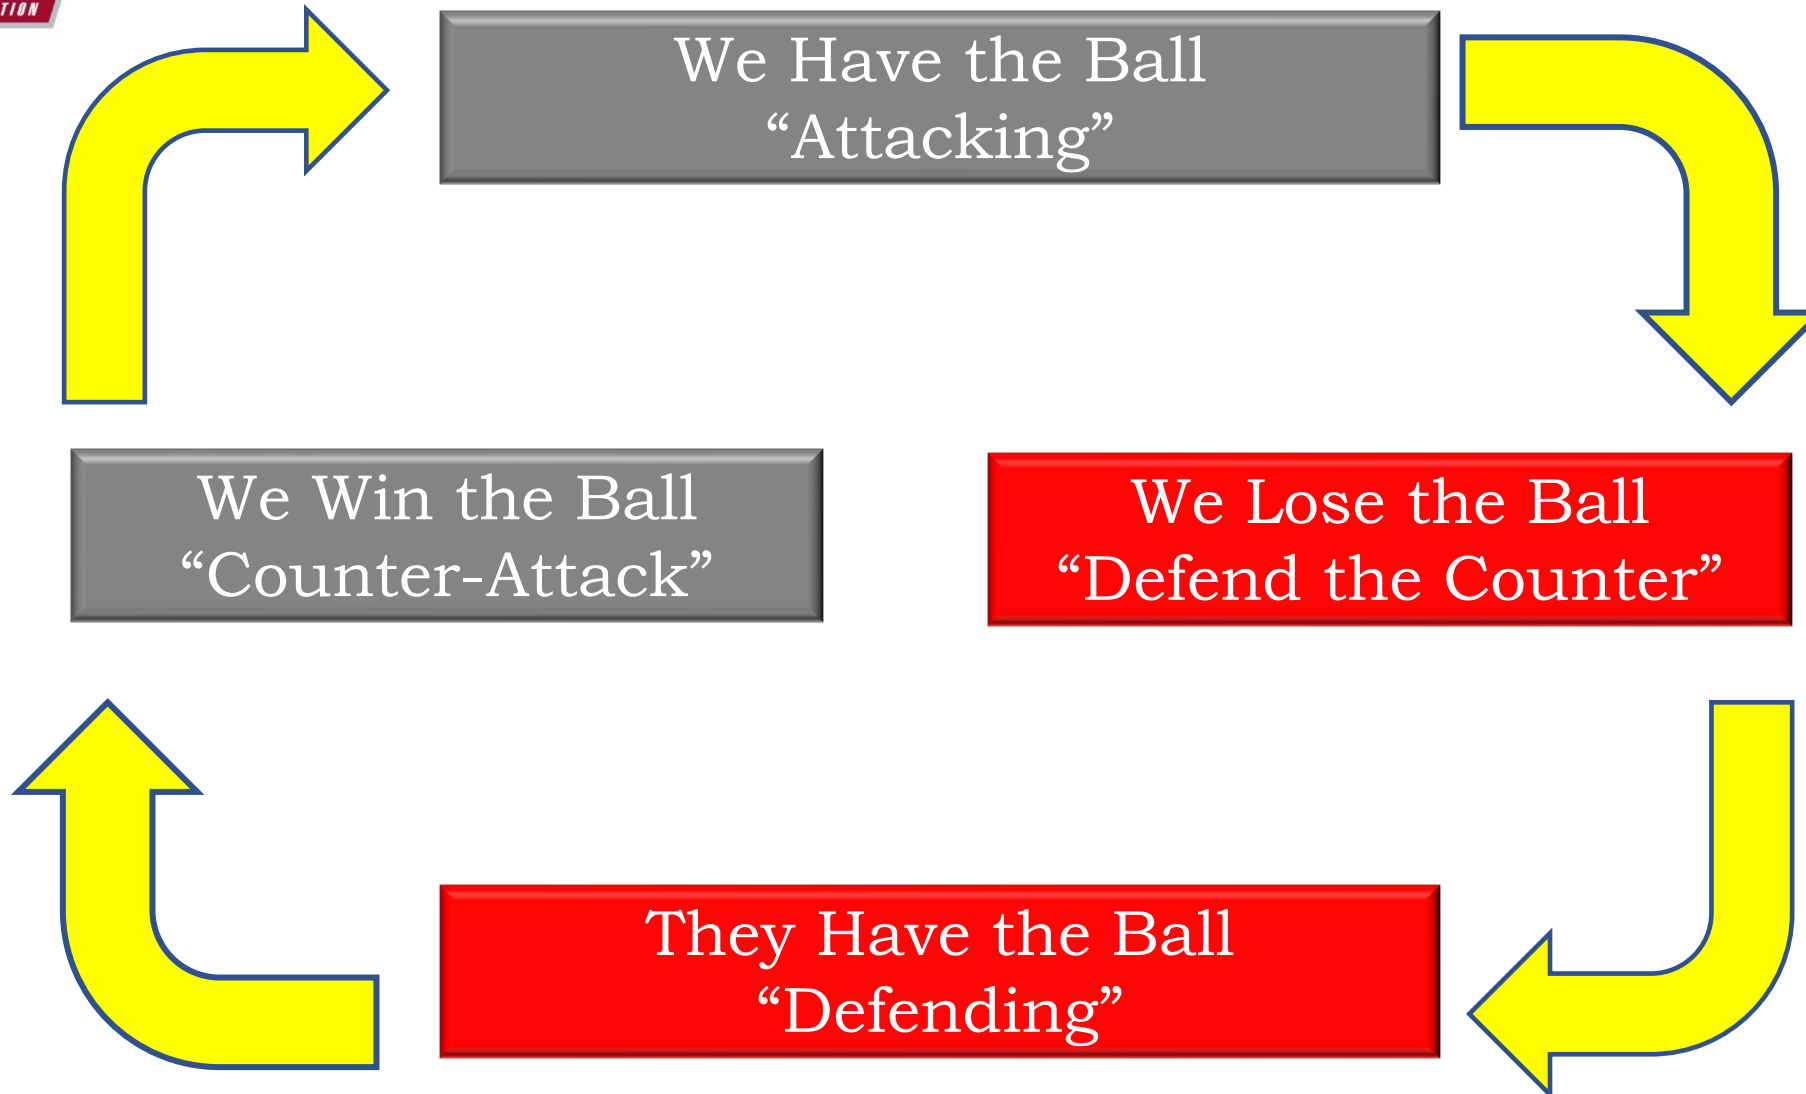 TION
We Have the Ball
“Attacking”
We Win the Ball
“Counter-Attack”
We Lose the Ball
“Defend the Counter”
They Have the Ball
“Defending”